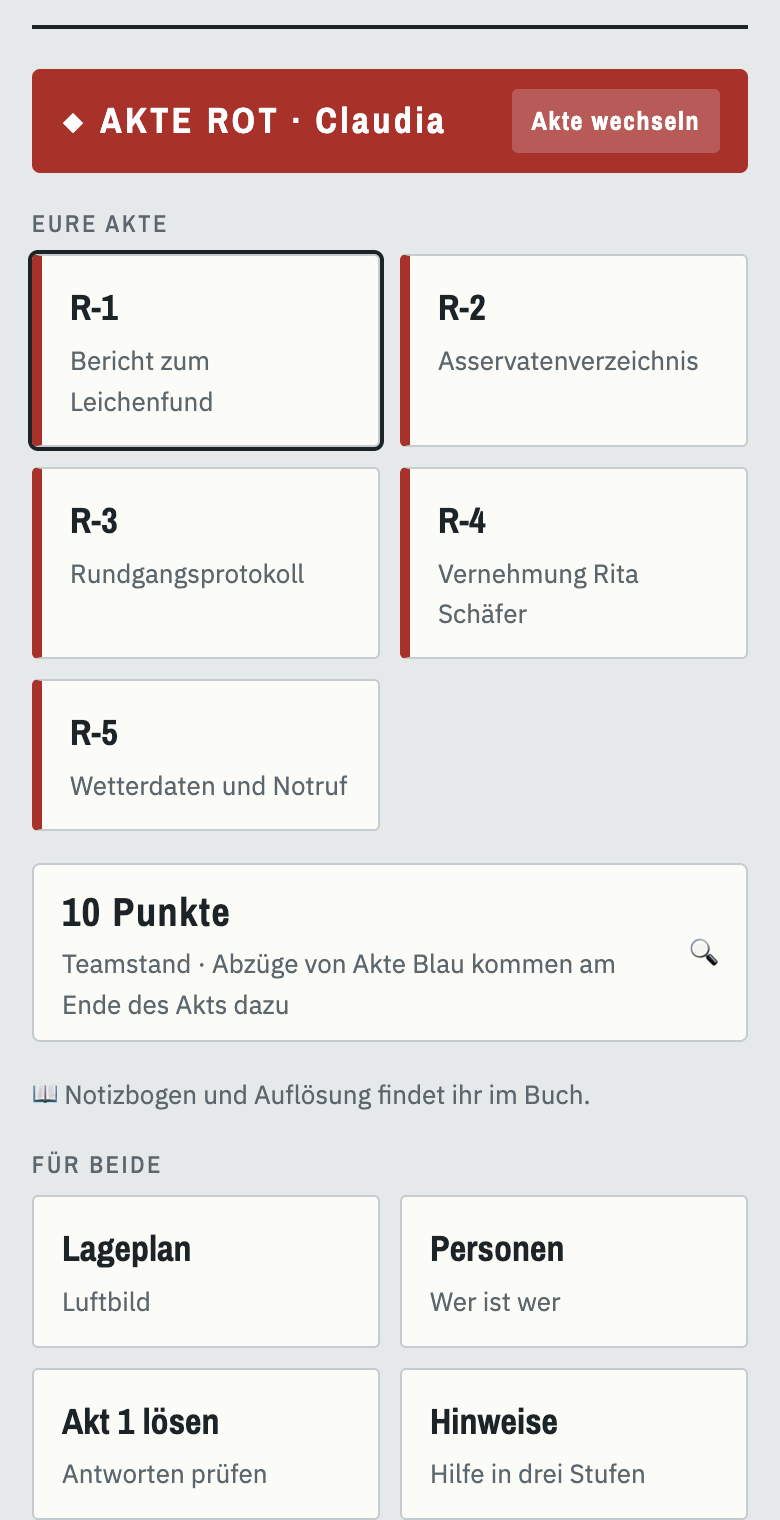 ◆ AKTE ROT · Claudia
Akte wechseln
EURE AKTE
R-1
Bericht zum
Leichenfund
R-2
Asservatenverzeichnis
R-3
Rundgangsprotokoll
R-4
Vernehmung Rita
Schäfer
R-5
Wetterdaten und Notruf
10 Punkte
Teamstand · Abzüge von Akte Blau kommen am
Ende des Akts dazu
Notizbogen und Auflösung findet ihr im Buch.
FÜR BEIDE
Lageplan
Luftbild
Personen
Wer ist wer
Akt 1 lösen
Antworten prüfen
Hinweise
Hilfe in drei Stufen